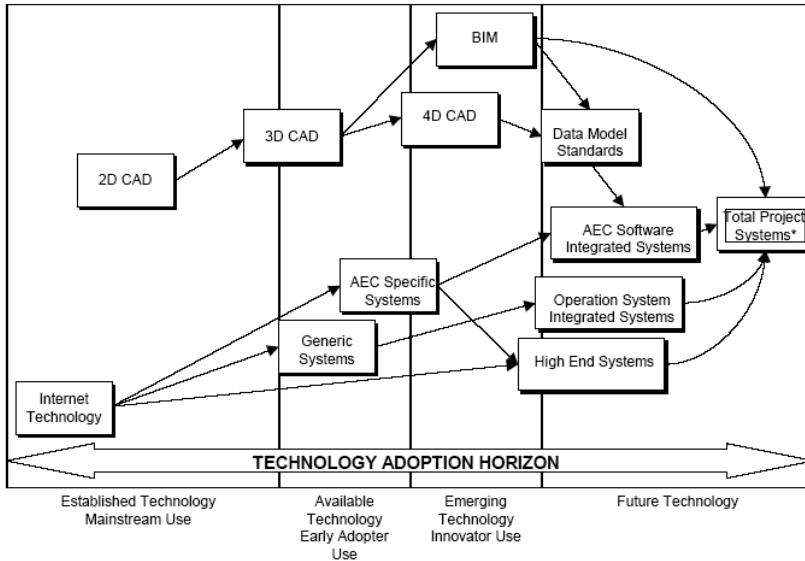 BIM
3D CAD
4D CAD
Data Model
Standards
2D CAD
Total Project
Systems*
AEC Software
Integrated Systems
AEC Specific
Systems
Operation System
Integrated Systems
Generic
Systems
High End Systems
Internet
Technology
TECHNOLOGY ADOPTION HORIZON
Established Technology
Mainstream Use
Available
Technology
Early Adopter
Use
Emerging
Technology
Innovator Use
Future Technology